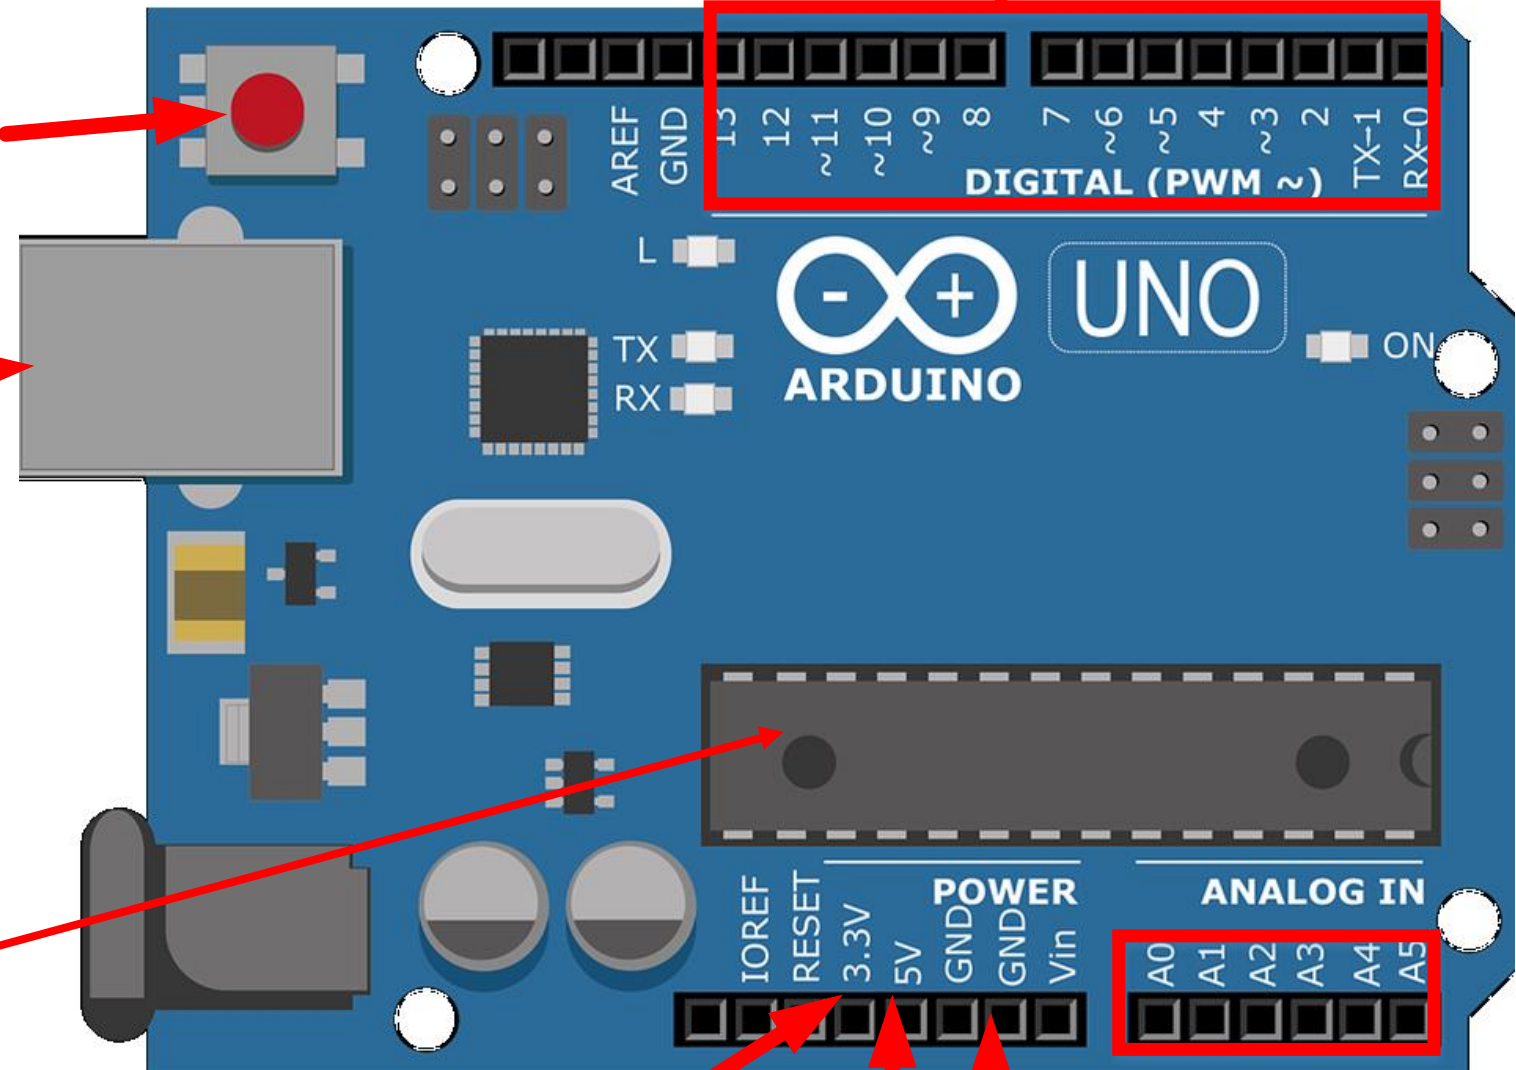 AREF
GND
13
12
~11
~10
~9
8
7
~6
~5
4
~3
2
TX→1
RX←0
DIGITAL (PWM ~)
L
- +
UNO
TX
ON
RX
ARDUINO
POWER
ANALOG IN
IOREF
RESET
3.3V
5V
GND
GND
Vin
A0
A1
A2
A3
A4
A5